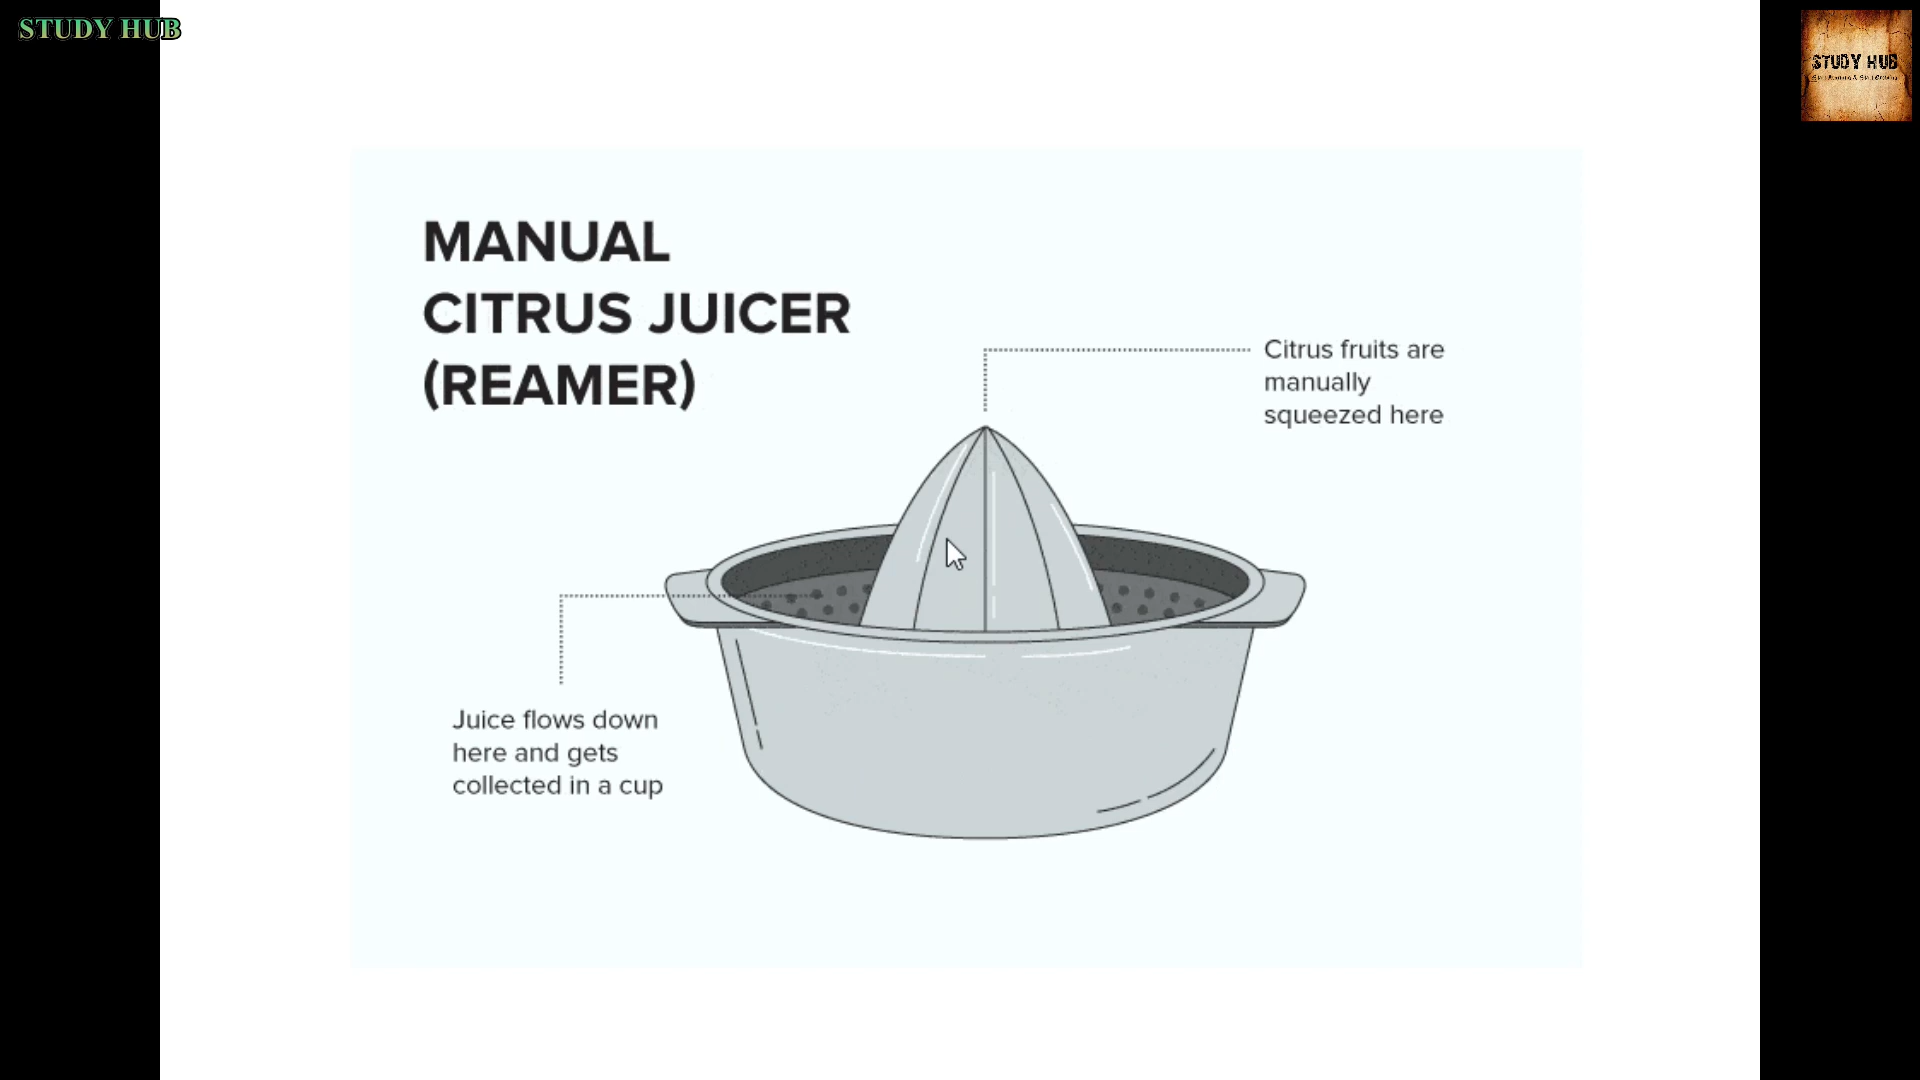 STUDY HUB
STUDY HUB
MANUAL
CITRUS JUICER
(REAMER)
Citrus fruits are
manually
squeezed here
Juice flows down
here and gets
collected in a cup